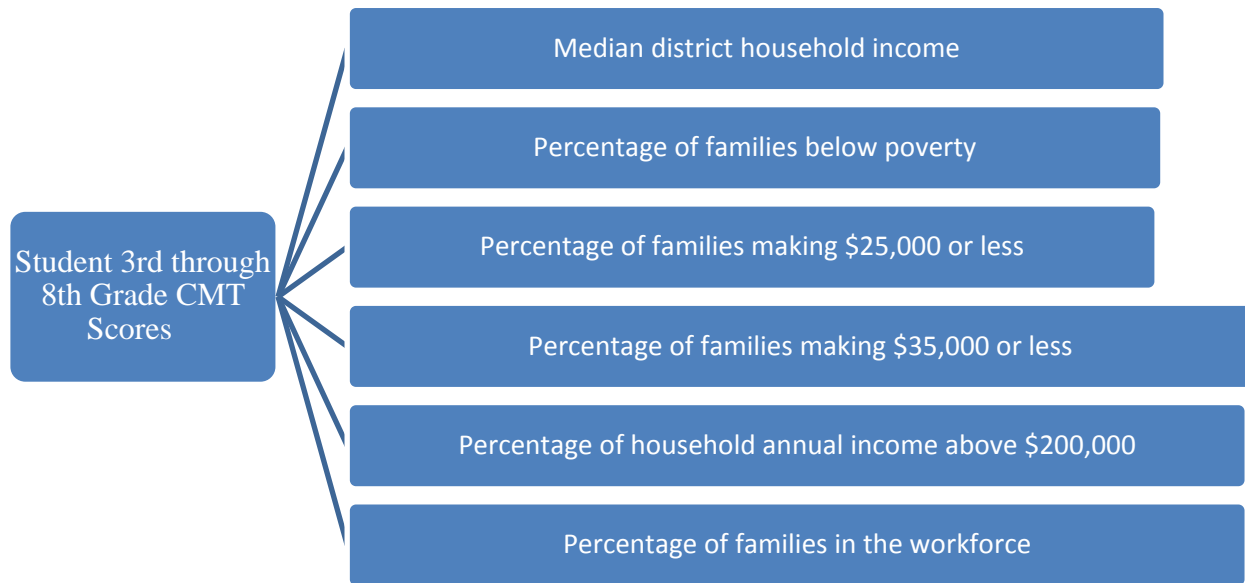 Median district household income
Percentage of families below poverty
Percentage of families making $25,000 or less
Student 3rd through
8th Grade CMT
Scores
Percentage of families making $35,000 or less
Percentage of household annual income above $200,000
Percentage of families in the workforce